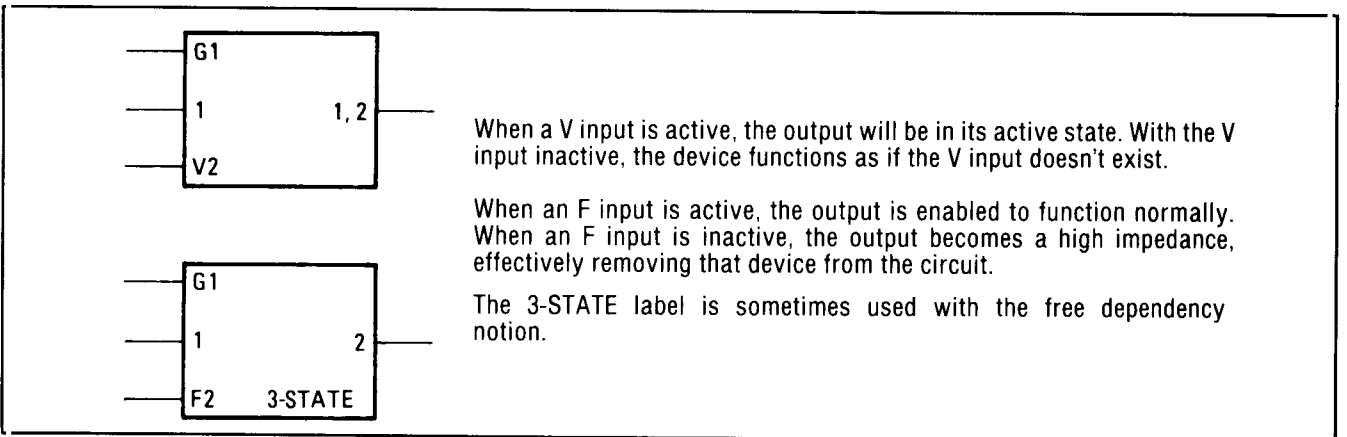 G1
1
1, 2
V2
When a V input is active, the output will be in its active state. With the V
input inactive, the device functions as if the V input doesn't exist.
When an F input is active, the output is enabled to function normally.
When an F input is inactive, the output becomes a high impedance,
effectively removing that device from the circuit.
The 3-STATE label is sometimes used with the free dependency
notion.
G1
1
2
F2
3-STATE